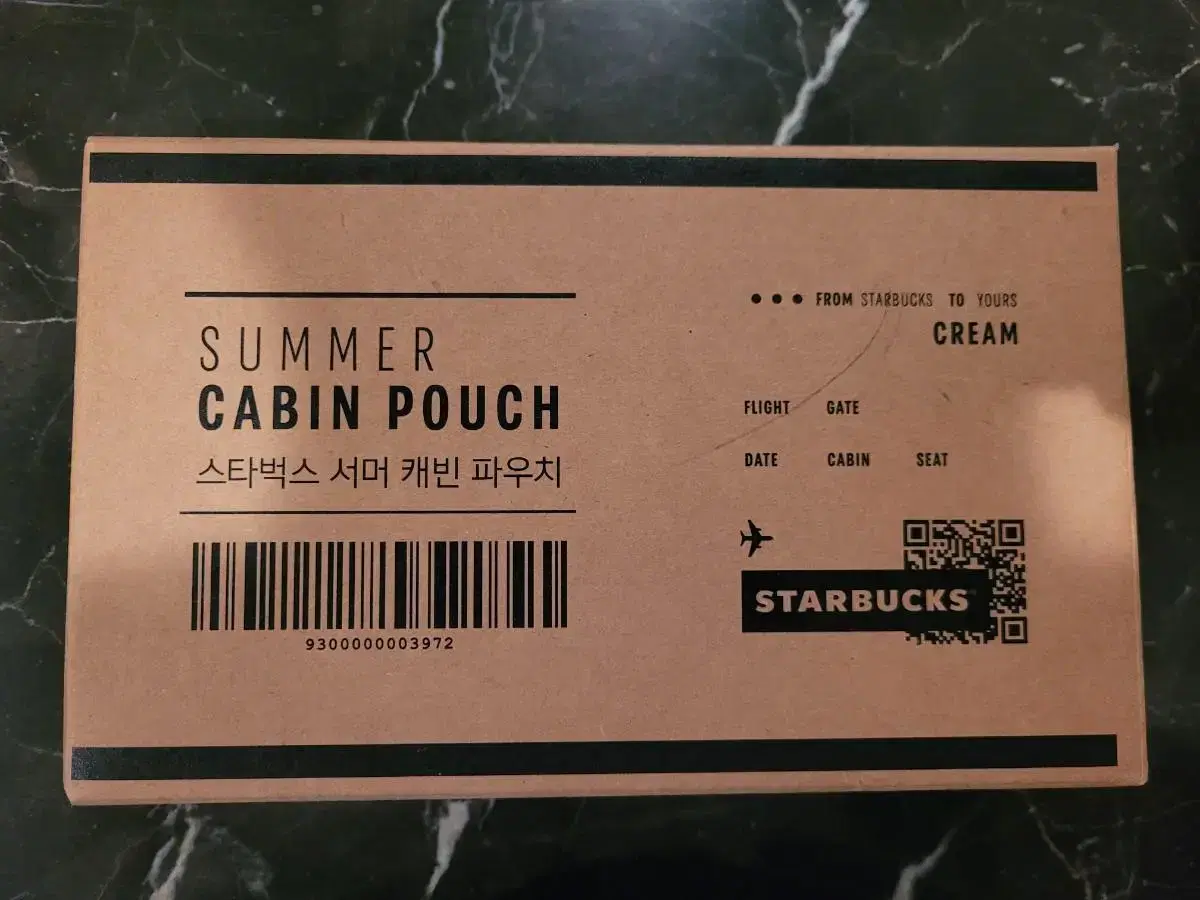 SUMMER
CABIN POUCH
스타벅스 서머 캐빈 파우치
9300000003972
FROM STARBUCKS TO YOURS
CREAM
FLIGHT GATE
DATE CABIN SEAT
STARBUCKS